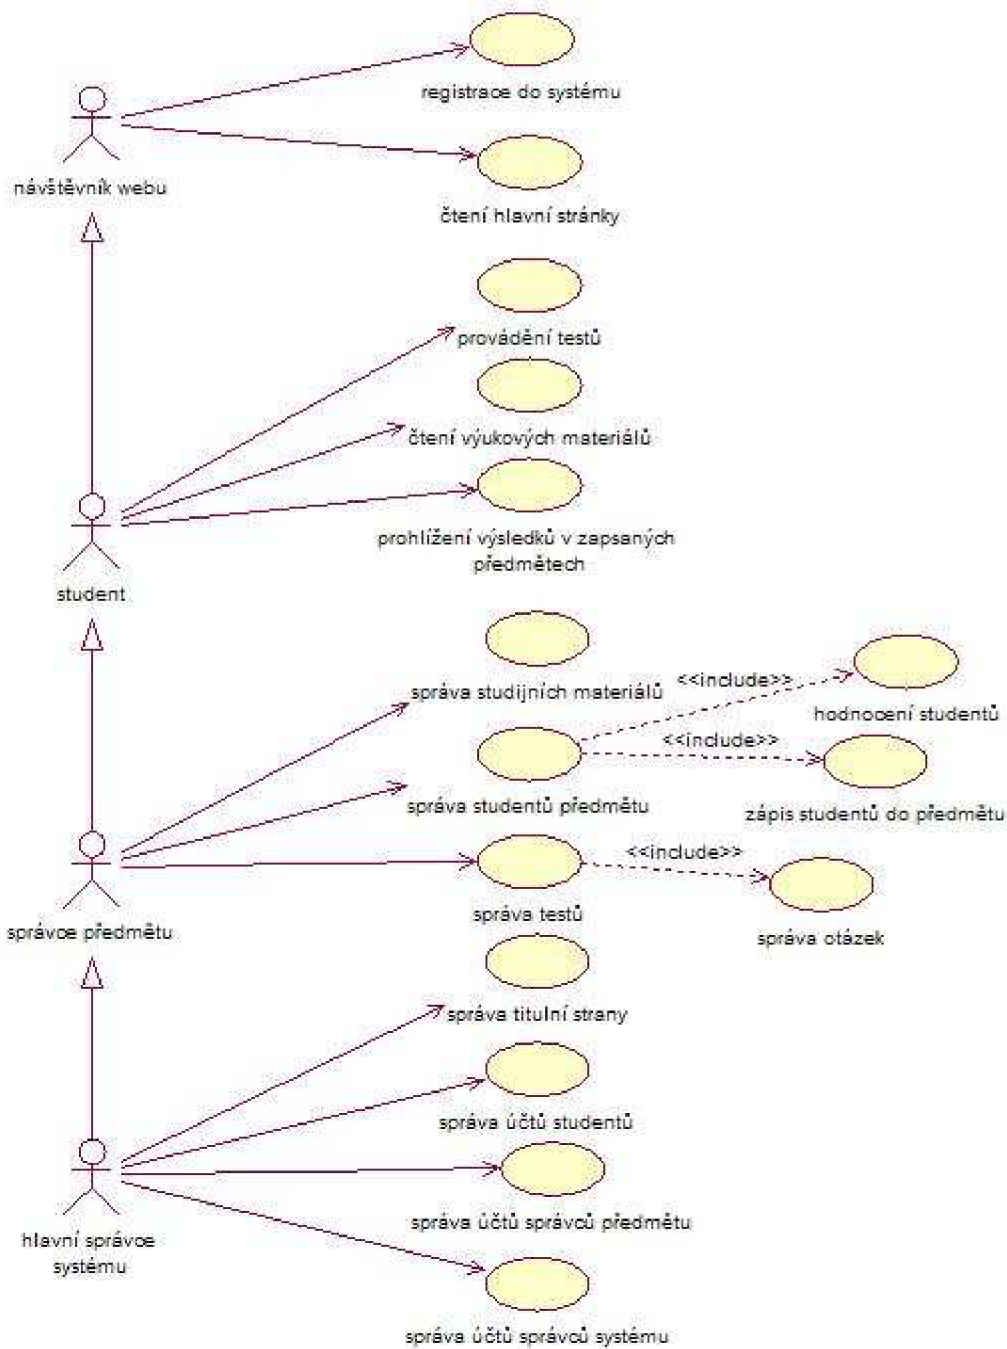 registrace do systému
návštěvník webu
čtení hlavní stránky
provádění testů
čtení výukových materiálů
prohlížení výsledků v zapsaných
předmětech
student
správa studijních materiálů
<<include>>
hodnocení studentů
<<include>>
správa studentů předmětu
zápis studentů do předmětu
<<include>>
správa testů
správce předmětu
správa otázek
správa titulní strany
správa účtů studentů
správa účtů správců předmětu
hlavní správce
systému
správa účtů správců systému